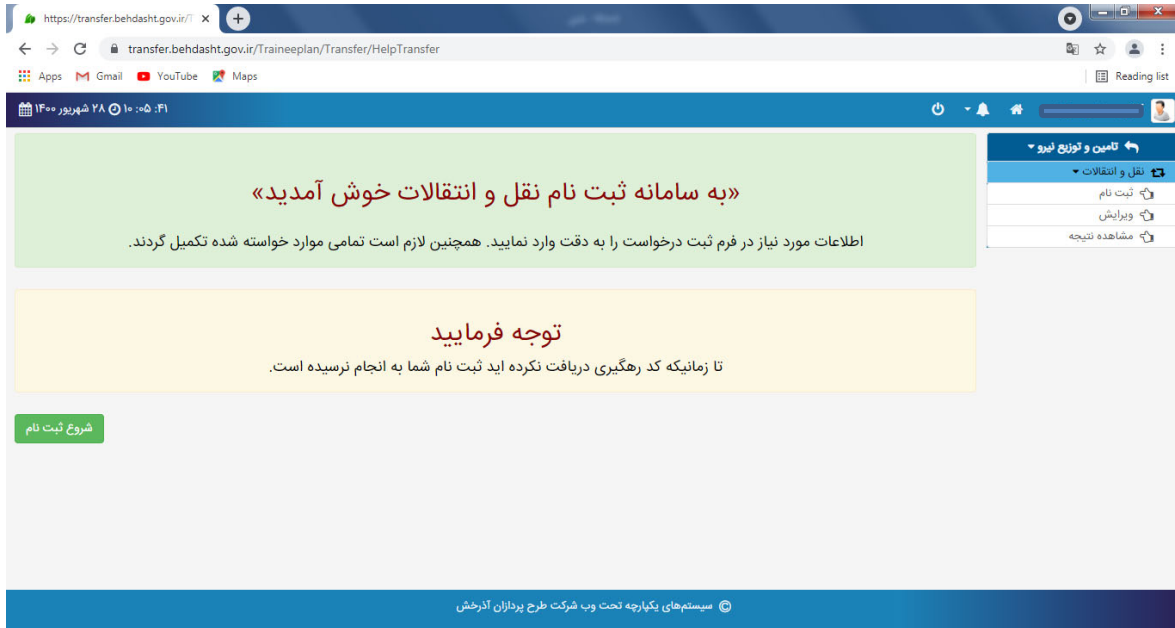 https://transfer.behdasht.gov.ir/T
transfer.behdasht.gov.ir/Traineeplan/Transfer/HelpTransfer
Apps Gmail YouTube Maps
Reading list
۲۸ شهریور ۱۴۰۰ ۱۰ :۰۵ :۴۱
تامین و توزیع نیرو
نقل و انتقالات
ثبت نام
ویرایش
مشاهده نتیجه
«به سامانه ثبت نام نقل و انتقالات خوش آمدید»
اطلاعات مورد نیاز در فرم ثبت درخواست را به دقت وارد نمایید. همچنین لازم است تمامی موارد خواسته شده تکمیل گردند.
توجه فرمایید
تا زمانیکه کد رهگیری دریافت نکرده اید ثبت نام شما به انجام نرسیده است.
شروع ثبت نام
© سیستم‌های یکپارچه تحت وب شرکت طرح پردازان آذرخش